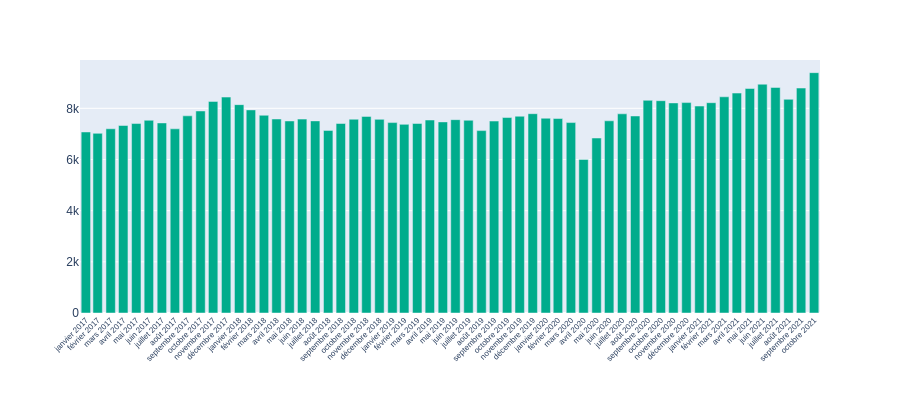 8k
6k
4k
2k
0
janvier 2017
février 2017
mars 2017
avril 2017
mai 2017
juin 2017
juillet 2017
août 2017
septembre 2017
octobre 2017
novembre 2017
décembre 2017
janvier 2018
février 2018
mars 2018
avril 2018
mai 2018
juin 2018
juillet 2018
août 2018
septembre 2018
octobre 2018
novembre 2018
décembre 2018
janvier 2019
février 2019
mars 2019
avril 2019
mai 2019
juin 2019
juillet 2019
août 2019
septembre 2019
octobre 2019
novembre 2019
décembre 2019
janvier 2020
février 2020
mars 2020
avril 2020
mai 2020
juin 2020
juillet 2020
août 2020
septembre 2020
octobre 2020
novembre 2020
décembre 2020
janvier 2021
février 2021
mars 2021
avril 2021
mai 2021
juin 2021
juillet 2021
août 2021
septembre 2021
octobre 2021